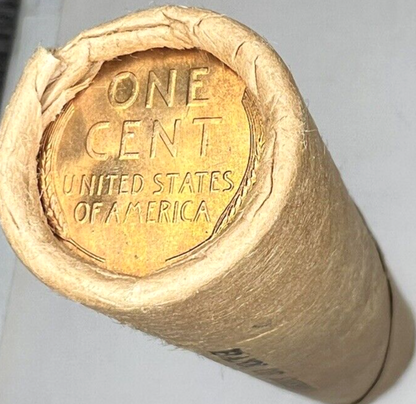 ONE
CENT
UNITED STATES
OF AMERICA